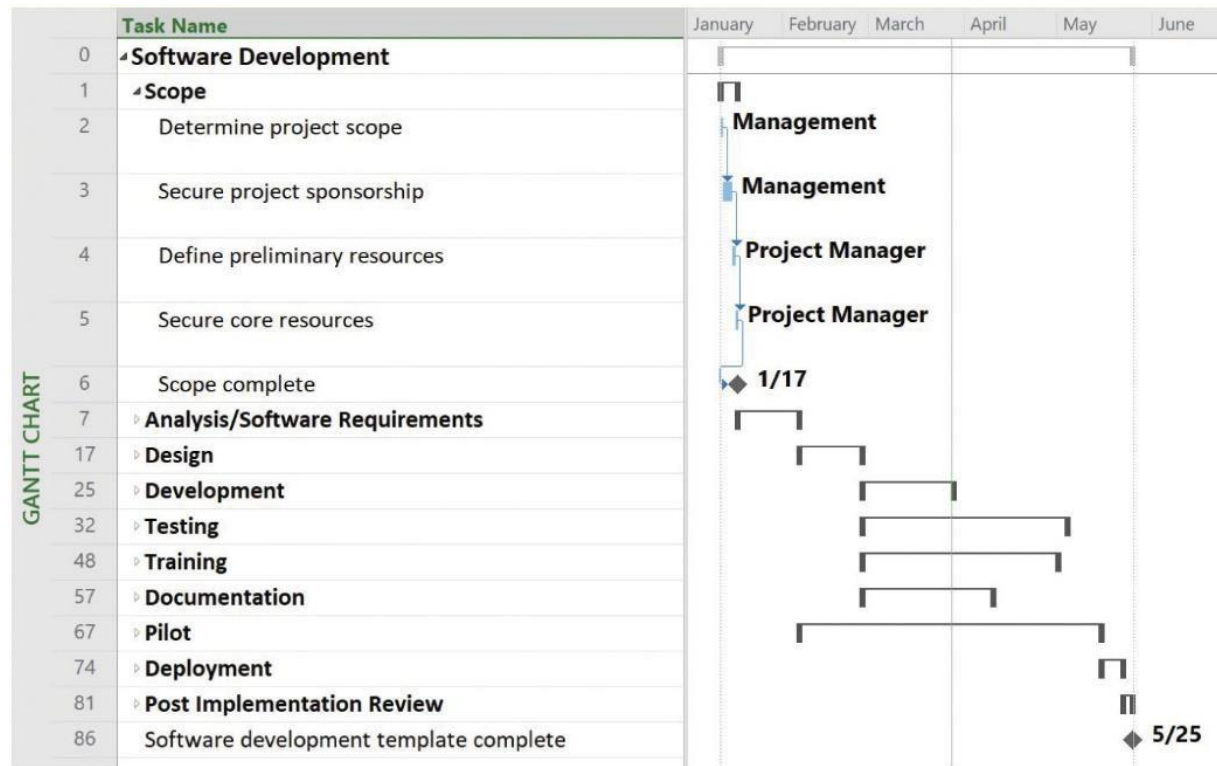 Task Name January February March April May June
0 Software Development
1 Scope
2 Determine project scope Management
3 Secure project sponsorship Management
4 Define preliminary resources Project Manager
5 Secure core resources Project Manager
6 Scope complete 1/17
7 Analysis/Software Requirements
17 Design
25 Development
32 Testing
48 Training
57 Documentation
67 Pilot
74 Deployment
81 Post Implementation Review
86 Software development template complete 5/25
GANTT CHART